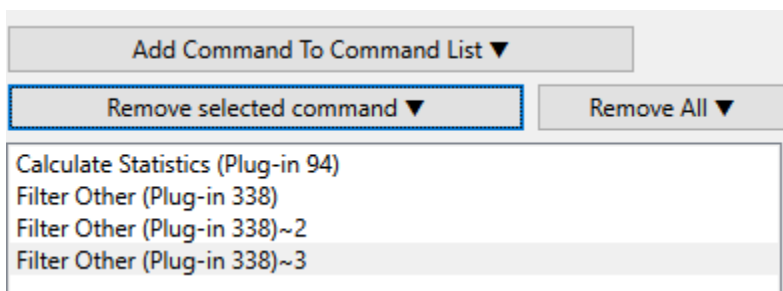 Add Command To Command List ▼
Remove selected command ▼ Remove All ▼
Calculate Statistics (Plug-in 94)
Filter Other (Plug-in 338)
Filter Other (Plug-in 338)~2
Filter Other (Plug-in 338)~3